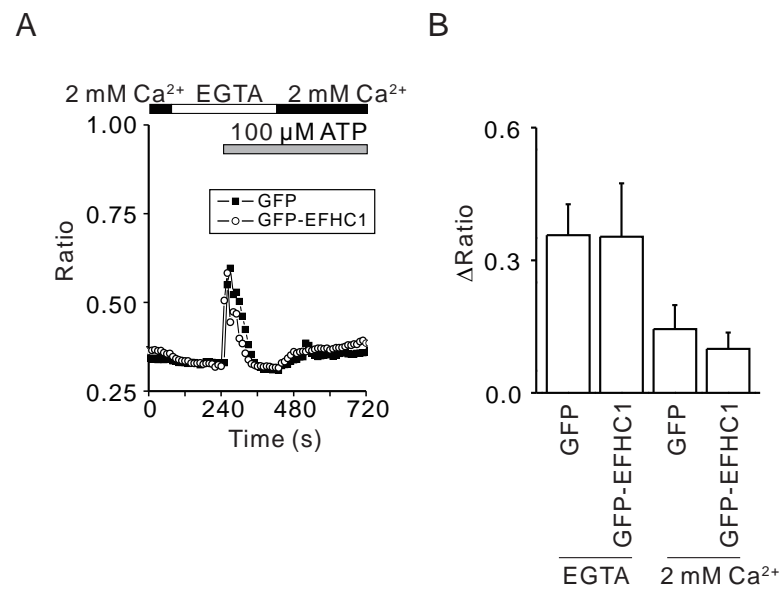 A
2 mM Ca2+ EGTA 2 mM Ca2+
1.00
100 µM ATP
0.75
GFP
GFP-EFHC1
Ratio
0.50
0.25
0 240 480 720
Time (s)
B
0.6
ΔRatio
0.3
0.0
GFP
GFP-EFHC1
GFP
GFP-EFHC1
EGTA 2 mM Ca2+